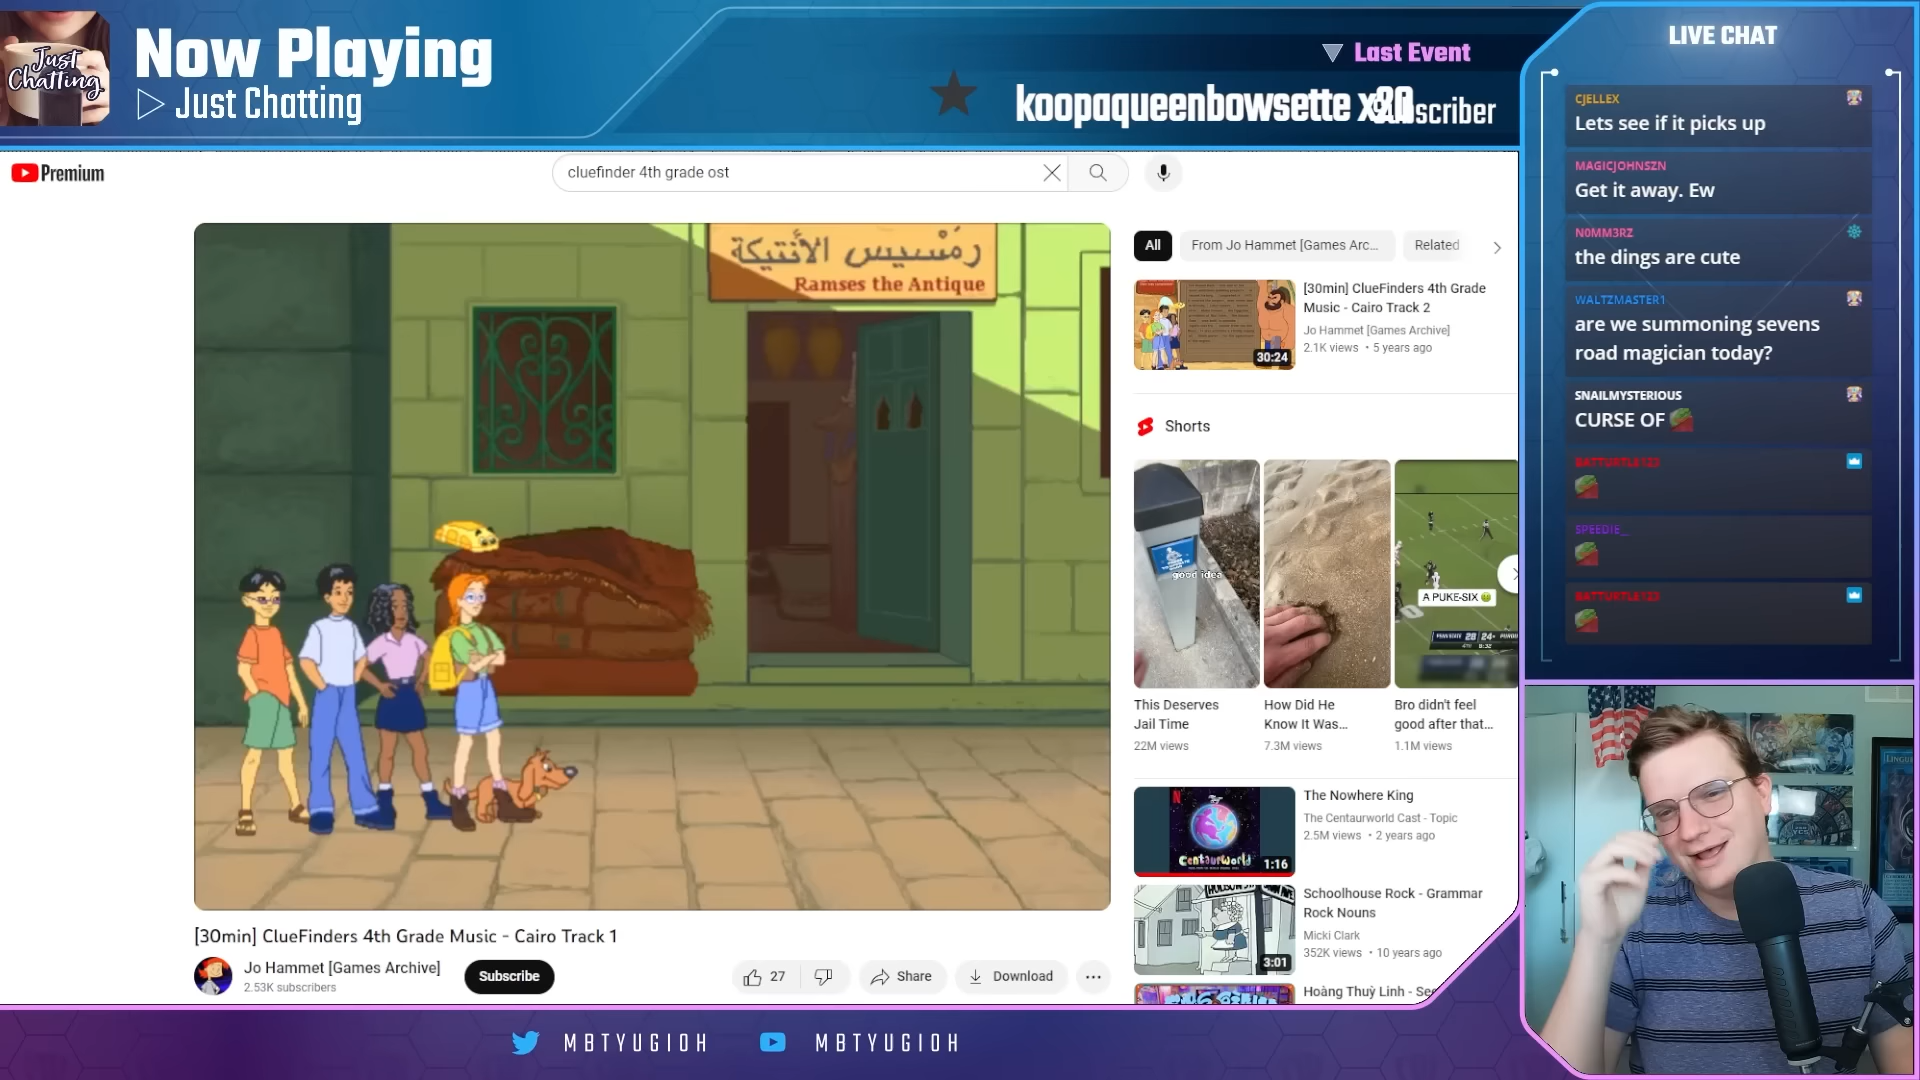 Just
Chatting
Now Playing
Just Chatting
Last Event
koopaqueenbowsette
LIVE CHAT
CJELLEX
Lets see if it picks up
MAGICJOHNSZN
Get it away. Ew
N0MM3RZ
the dings are cute
WALTZMASTER1
are we summoning sevens
road magician today?
SNAILMYSTERIOUS
CURSE OF
BATTURTLE123
SPEEDIE_
BATTURTLE123
Premium
cluefinder 4th grade ost
رمسيس الأنتيكة
Ramses the Antique
[30min] ClueFinders 4th Grade Music - Cairo Track 1
Jo Hammet [Games Archive]
2.53K subscribers
Subscribe
27
Share
Download
All
From Jo Hammet [Games Arc...
Related
30:24
[30min] ClueFinders 4th Grade
Music - Cairo Track 2
Jo Hammet [Games Archive]
2.1K views • 5 years ago
Shorts
good idea
A PUKE-SIX
This Deserves
Jail Time
22M views
How Did He
Know It Was...
7.3M views
Bro didn't feel
good after that...
1.1M views
CentaurWorld
1:16
The Nowhere King
The Centaurworld Cast - Topic
2.5M views • 2 years ago
3:01
Schoolhouse Rock - Grammar
Rock Nouns
Micki Clark
352K views • 10 years ago
Hoàng Thuỳ Linh - See
MBTYUGIOH
MBTYUGIOH